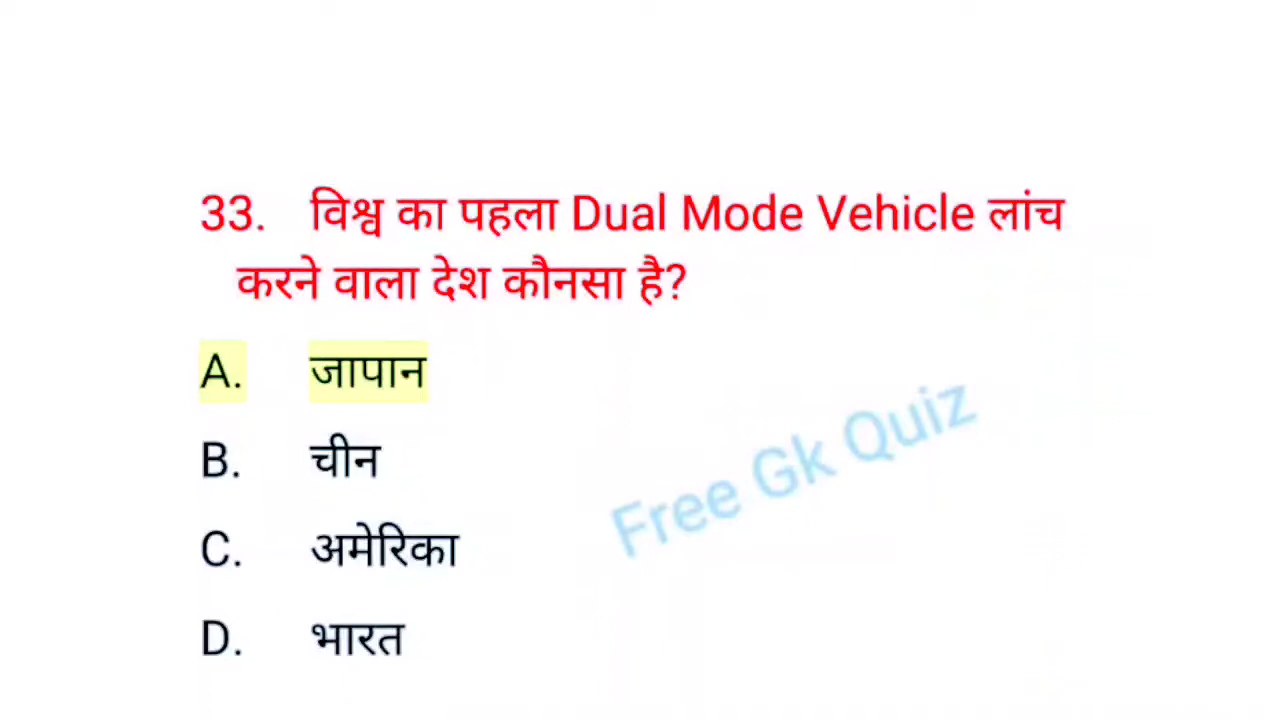 33. विश्व का पहला Dual Mode Vehicle लांच
करने वाला देश कौनसा है?
A. जापान
B. चीन
C. अमेरिका
D. भारत
Free Gk Quiz